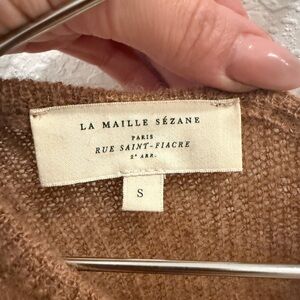 LA MAILLE SÉZANE
PARIS
RUE SAINT-FIACRE
2e ARR.
S